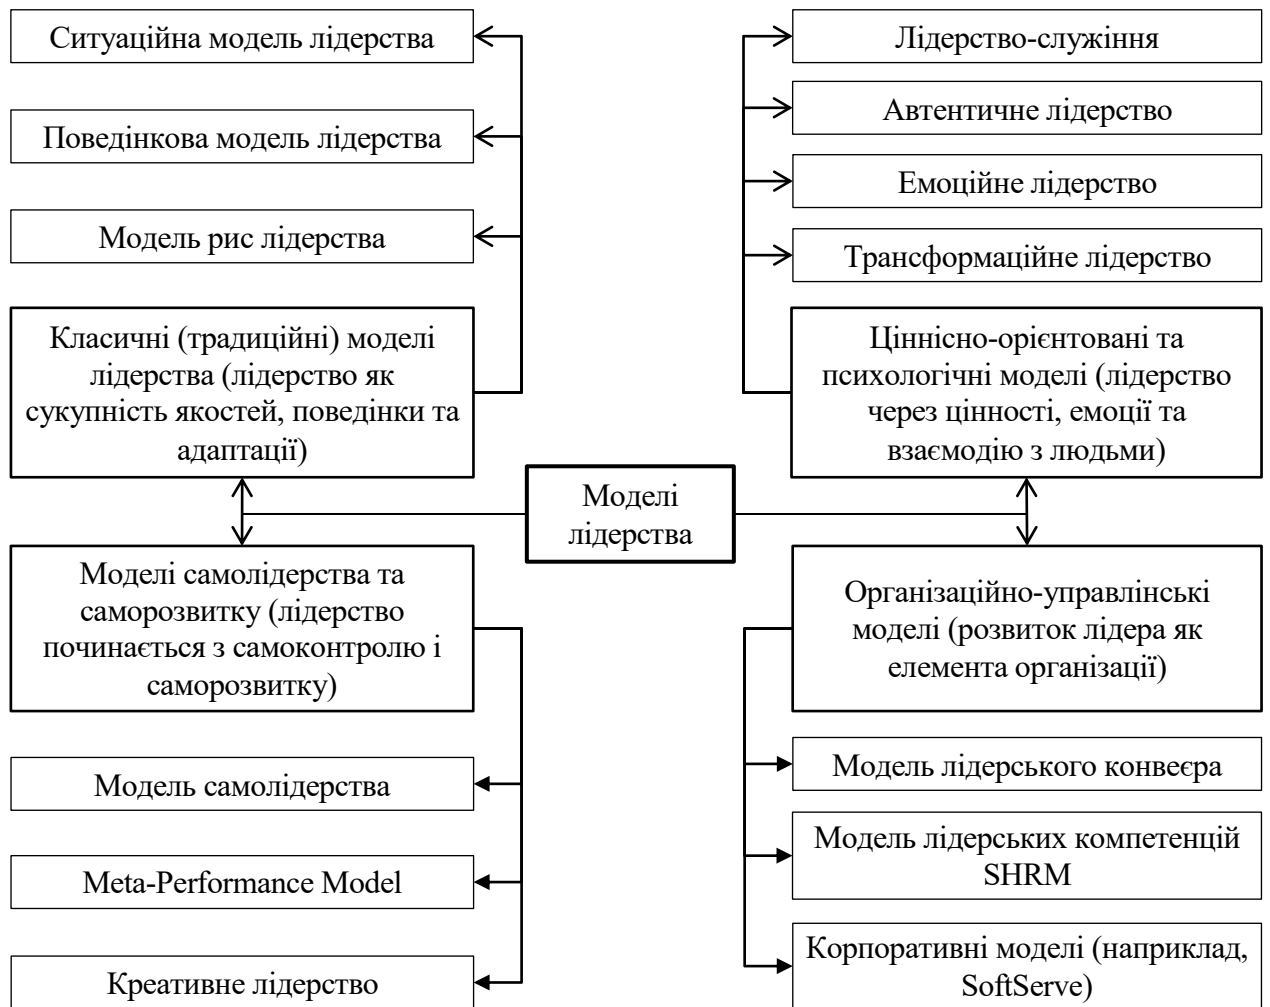 Ситуаційна модель лідерства
Поведінкова модель лідерства
Модель рис лідерства
Класичні (традиційні) моделі
лідерства (лідерство як
сукупність якостей, поведінки та
адаптації)
Лідерство-служіння
Автентичне лідерство
Емоційне лідерство
Трансформаційне лідерство
Ціннісно-орієнтовані та
психологічні моделі (лідерство
через цінності, емоції та
взаємодію з людьми)
Моделі
лідерства
Моделі самолідерства та
саморозвитку (лідерство
починається з самоконтролю і
саморозвитку)
Модель самолідерства
Meta-Performance Model
Креативне лідерство
Організаційно-управлінські
моделі (розвиток лідера як
елемента організації)
Модель лідерського конвеєра
Модель лідерських компетенцій
SHRM
Корпоративні моделі (наприклад,
SoftServe)